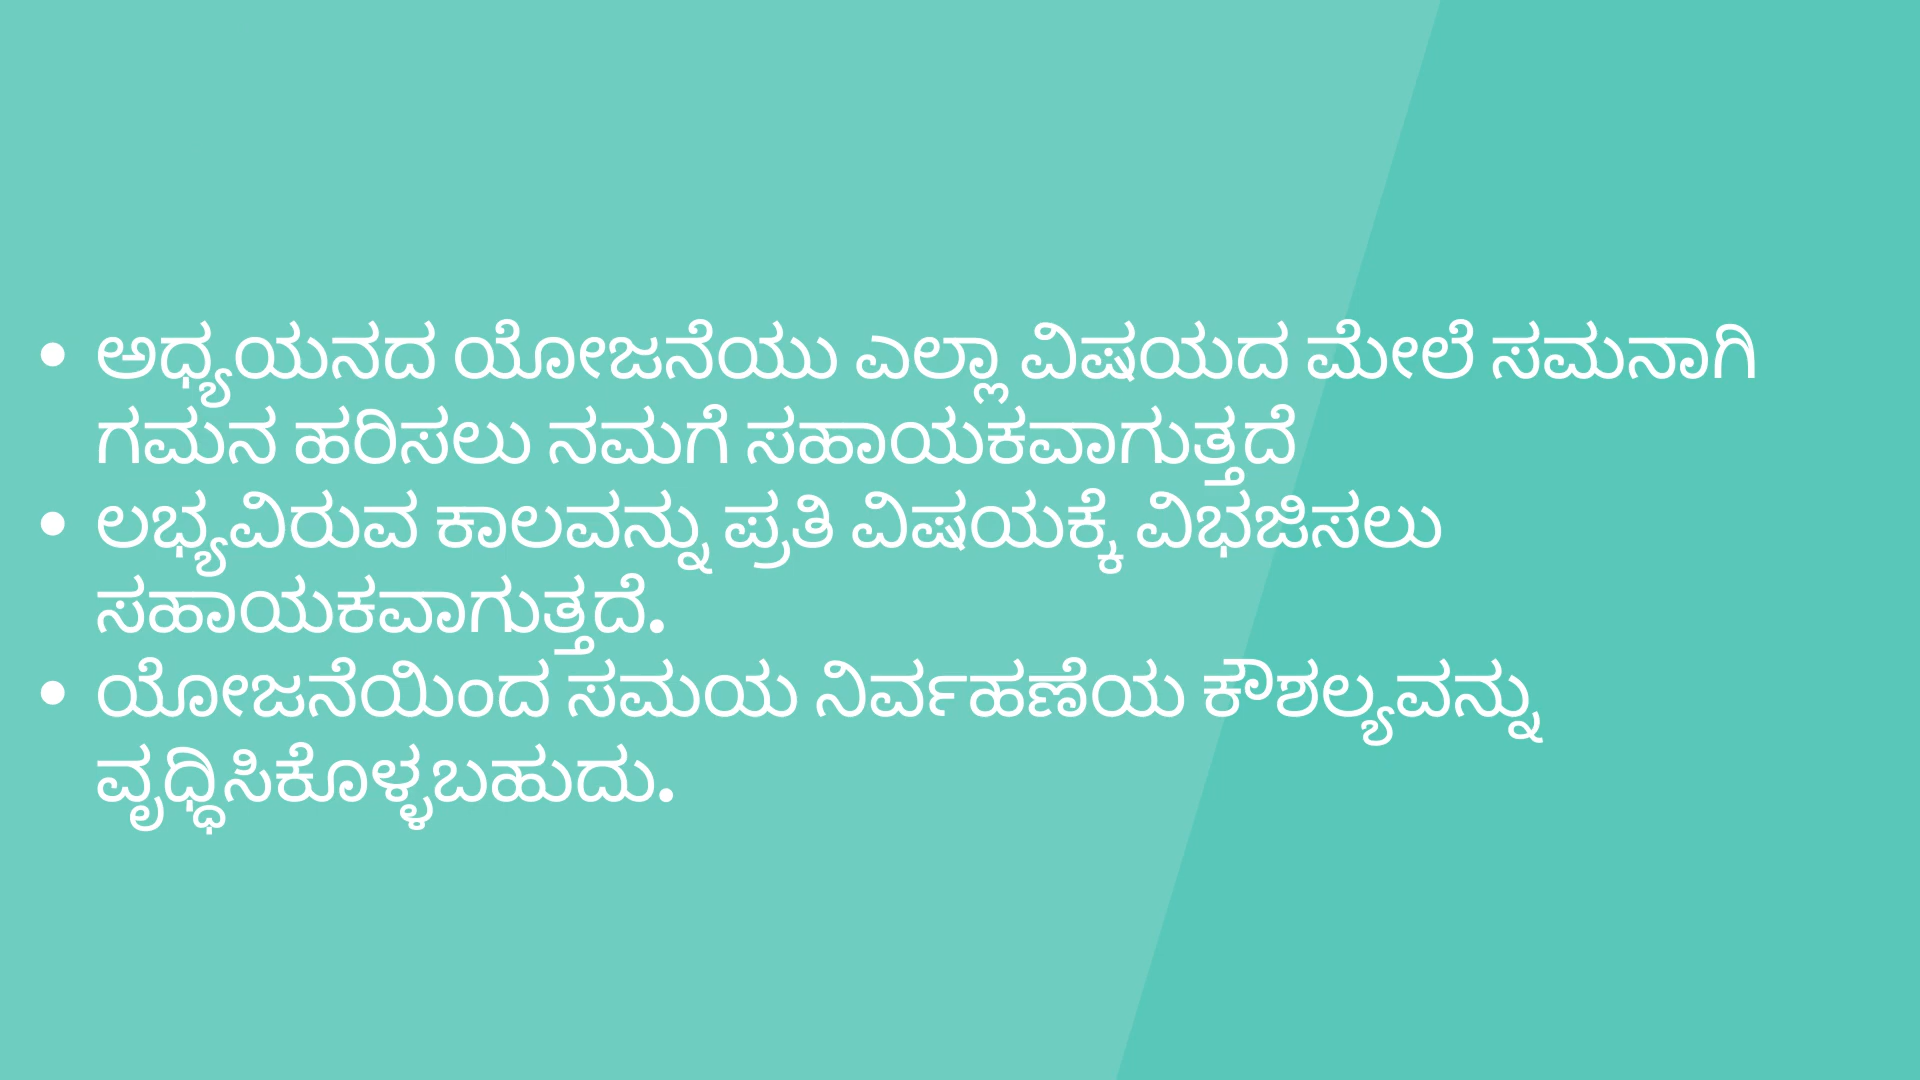 • ಅಧ್ಯಯನದ ಯೋಜನೆಯು ಎಲ್ಲಾ ವಿಷಯದ ಮೇಲೆ ಸಮನಾಗಿ
ಗಮನ ಹರಿಸಲು ನಮಗೆ ಸಹಾಯಕವಾಗುತ್ತದೆ
• ಲಭ್ಯವಿರುವ ಕಾಲವನ್ನು ಪ್ರತಿ ವಿಷಯಕ್ಕೆ ವಿಭಜಿಸಲು
ಸಹಾಯಕವಾಗುತ್ತದೆ.
• ಯೋಜನೆಯಿಂದ ಸಮಯ ನಿರ್ವಹಣೆಯ ಕೌಶಲ್ಯವನ್ನು
ವೃದ್ಧಿಸಿಕೊಳ್ಳಬಹುದು.